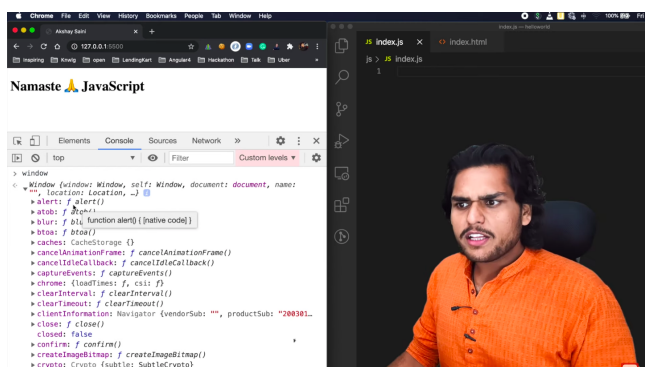 Chrome File Edit View History Bookmarks People Tab Window Help
100% Fri
Akshay Saini
127.0.0.1:5500
Inspiring Knwlg open LendingKart Angular4 Hackathon Talk Uber »
Namaste 🙏 JavaScript
Elements Console Sources Network »
top Filter Custom levels ▼
> window
Window {window: Window, self: Window, document: document, name:
"", location: Location, …}
▶ alert: ƒ alert()
▶ atob: ƒ atob()
▶ blur: ƒ blu
function alert() { [native code] }
▶ btoa: ƒ btoa()
▶ caches: CacheStorage {}
▶ cancelAnimationFrame: ƒ cancelAnimationFrame()
▶ cancelIdleCallback: ƒ cancelIdleCallback()
▶ captureEvents: ƒ captureEvents()
▶ chrome: {loadTimes: ƒ, csi: ƒ}
▶ clearInterval: ƒ clearInterval()
▶ clearTimeout: ƒ clearTimeout()
▶ clientInformation: Navigator {vendorSub: "", productSub: "200301…
▶ close: ƒ close()
closed: false
▶ confirm: ƒ confirm()
▶ createImageBitmap: ƒ createImageBitmap()
▶ crypto: Crypto {subtle: SubtleCrypto}
index.js — helloworld
JS index.js × <> index.html
js > JS index.js
1